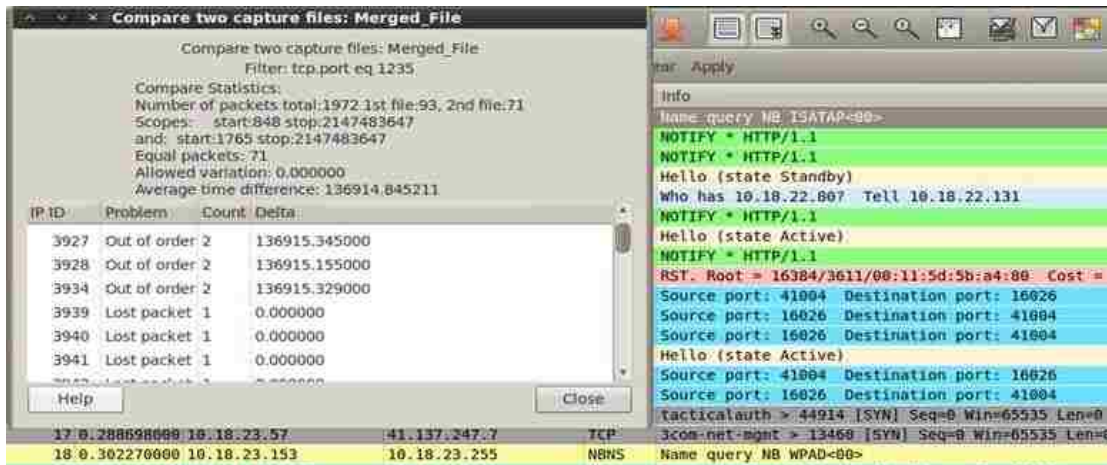 Compare two capture files: Merged_File
Compare two capture files: Merged_File
Filter: tcp.port eq 1235
Compare Statistics:
Number of packets total:1972 1st file:93, 2nd file:71
Scopes: start:848 stop:2147483647
and: start:1765 stop:2147483647
Equal packets: 71
Allowed variation: 0.000000
Average time difference: 136914.845211
IP ID Problem Count Delta
3927 Out of order 2 136915.345000
3928 Out of order 2 136915.155000
3934 Out of order 2 136915.329000
3939 Lost packet 1 0.000000
3940 Lost packet 1 0.000000
3941 Lost packet 1 0.000000
Help Close
Apply
Info
Name query NB ISATAP<00>
NOTIFY * HTTP/1.1
NOTIFY * HTTP/1.1
Hello (state Standby)
Who has 10.18.22.80? Tell 10.18.22.131
NOTIFY * HTTP/1.1
Hello (state Active)
NOTIFY * HTTP/1.1
RST. Root = 16384/3611/00:11:5d:5b:a4:80 Cost =
Source port: 41004 Destination port: 16026
Source port: 16026 Destination port: 41004
Source port: 16026 Destination port: 41004
Hello (state Active)
Source port: 41004 Destination port: 16026
Source port: 16026 Destination port: 41004
tacticalauth > 44914 [SYN] Seq=0 Win=65535 Len=0
17 0.288698000 10.18.23.57 41.137.247.7 TCP 3com-net-mgmt > 13460 [SYN] Seq=0 Win=65535 Len=0
18 0.302270000 10.18.23.153 10.18.23.255 NBNS Name query NB WPAD<00>